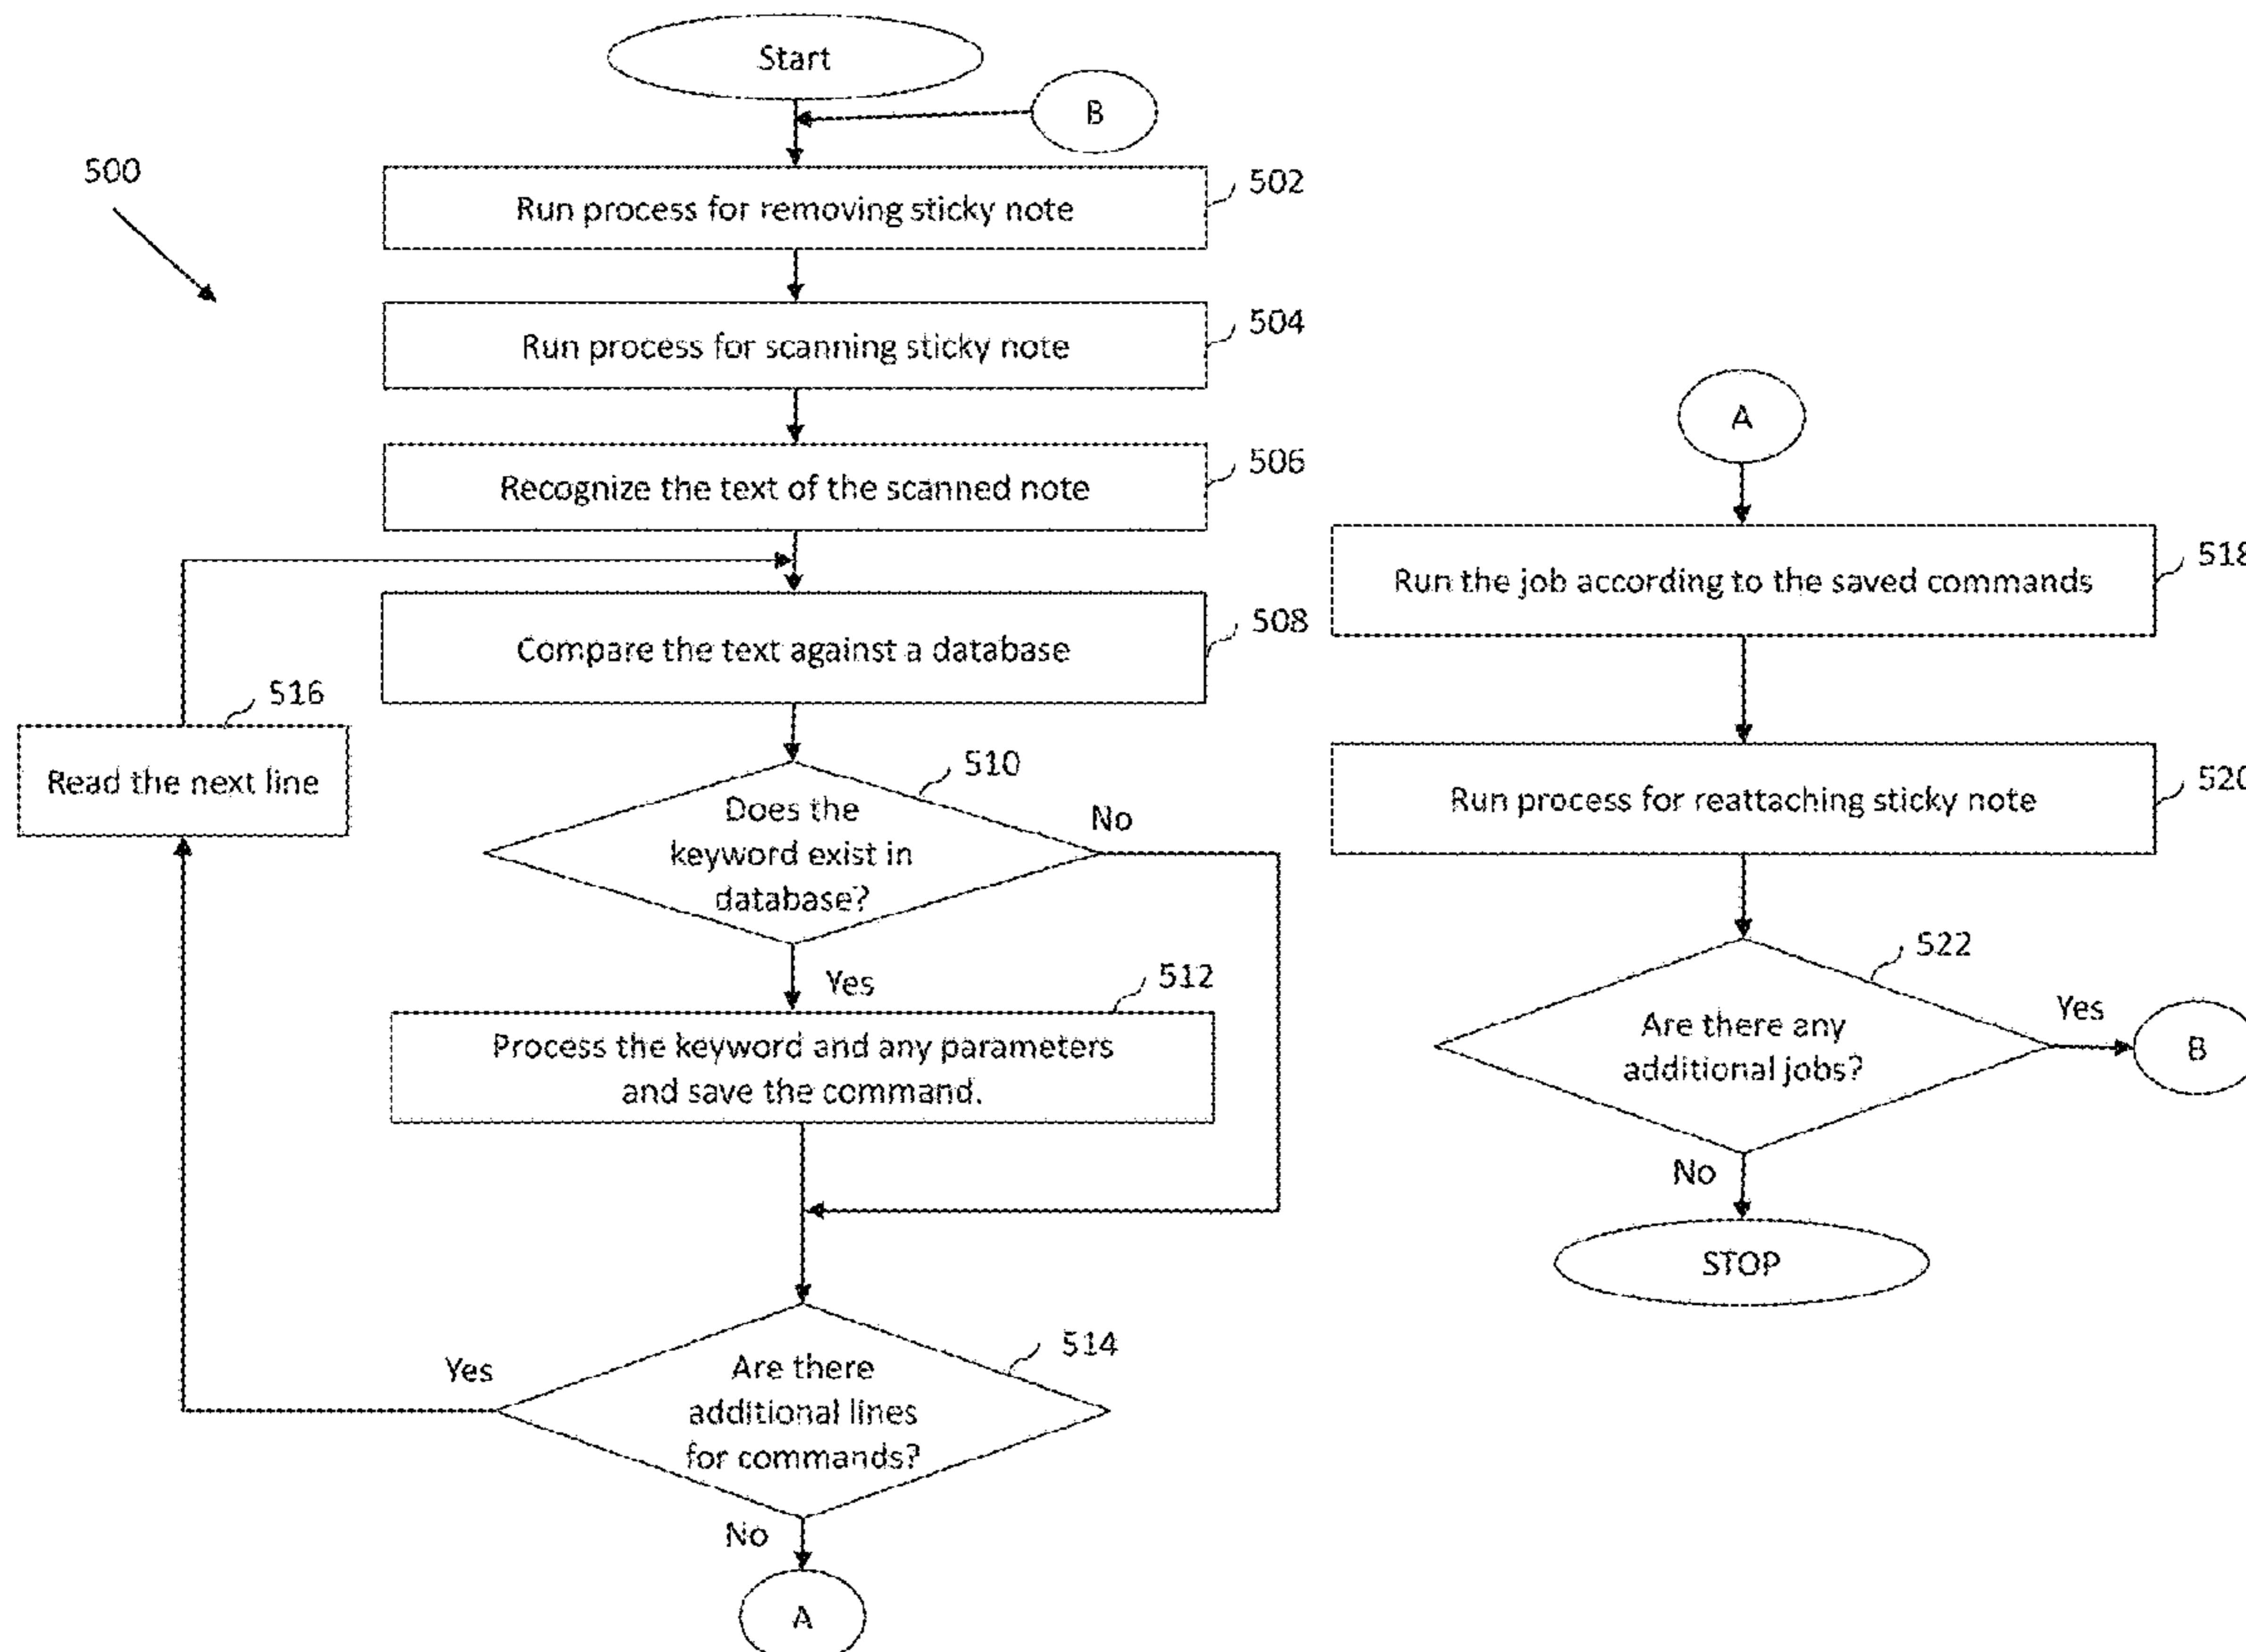 Start
B
500
Run process for removing sticky note
502
Run process for scanning sticky note
504
Recognize the text of the scanned note
506
Compare the text against a database
508
516
Read the next line
510
Does the
keyword exist in
database?
No
Yes
512
Process the keyword and any parameters
and save the command.
514
Are there
additional lines
for commands?
Yes
No
A
A
518
Run the job according to the saved commands
520
Run process for reattaching sticky note
522
Are there any
additional jobs?
Yes
B
No
STOP